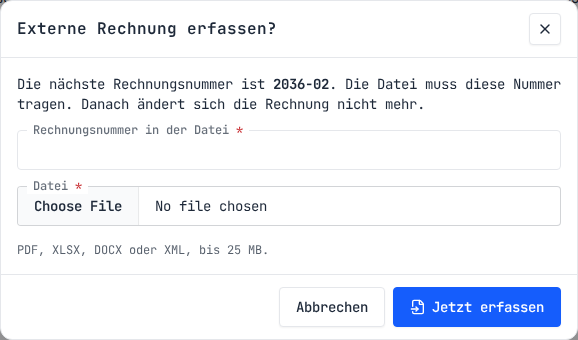 Externe Rechnung erfassen?
Die nächste Rechnungsnummer ist 2036-02. Die Datei muss diese Nummer
tragen. Danach ändert sich die Rechnung nicht mehr.
Rechnungsnummer in der Datei *
Datei *
Choose File No file chosen
PDF, XLSX, DOCX oder XML, bis 25 MB.
Abbrechen Jetzt erfassen